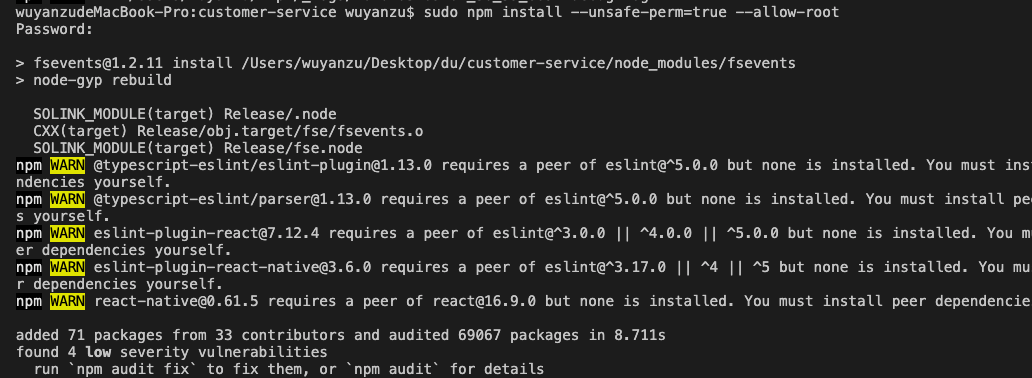 wuyanzudeMacBook-Pro:customer-service wuyanzu$ sudo npm install --unsafe-perm=true --allow-root
Password:
> fsevents@1.2.11 install /Users/wuyanzu/Desktop/du/customer-service/node_modules/fsevents
> node-gyp rebuild
SOLINK_MODULE(target) Release/.node
CXX(target) Release/obj.target/fse/fsevents.o
SOLINK_MODULE(target) Release/fse.node
npm WARN @typescript-eslint/eslint-plugin@1.13.0 requires a peer of eslint@^5.0.0 but none is installed. You must ins
ndencies yourself.
npm WARN @typescript-eslint/parser@1.13.0 requires a peer of eslint@^5.0.0 but none is installed. You must install pe
s yourself.
npm WARN eslint-plugin-react@7.12.4 requires a peer of eslint@^3.0.0 || ^4.0.0 || ^5.0.0 but none is installed. You m
er dependencies yourself.
npm WARN eslint-plugin-react-native@3.6.0 requires a peer of eslint@^3.17.0 || ^4 || ^5 but none is installed. You mu
r dependencies yourself.
npm WARN react-native@0.61.5 requires a peer of react@16.9.0 but none is installed. You must install peer dependencie
added 71 packages from 33 contributors and audited 69067 packages in 8.711s
found 4 low severity vulnerabilities
run `npm audit fix` to fix them, or `npm audit` for details